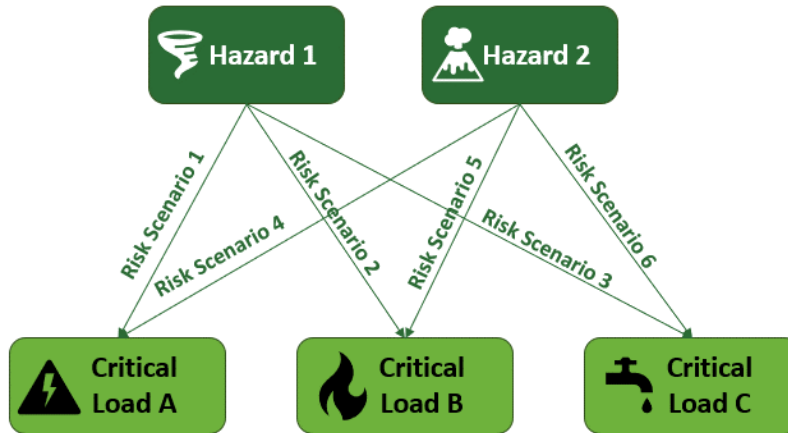 Hazard 1
Hazard 2
Risk Scenario 1
Risk Scenario 4
Risk Scenario 2
Risk Scenario 5
Risk Scenario 3
Risk Scenario 6
Critical
Load A
Critical
Load B
Critical
Load C